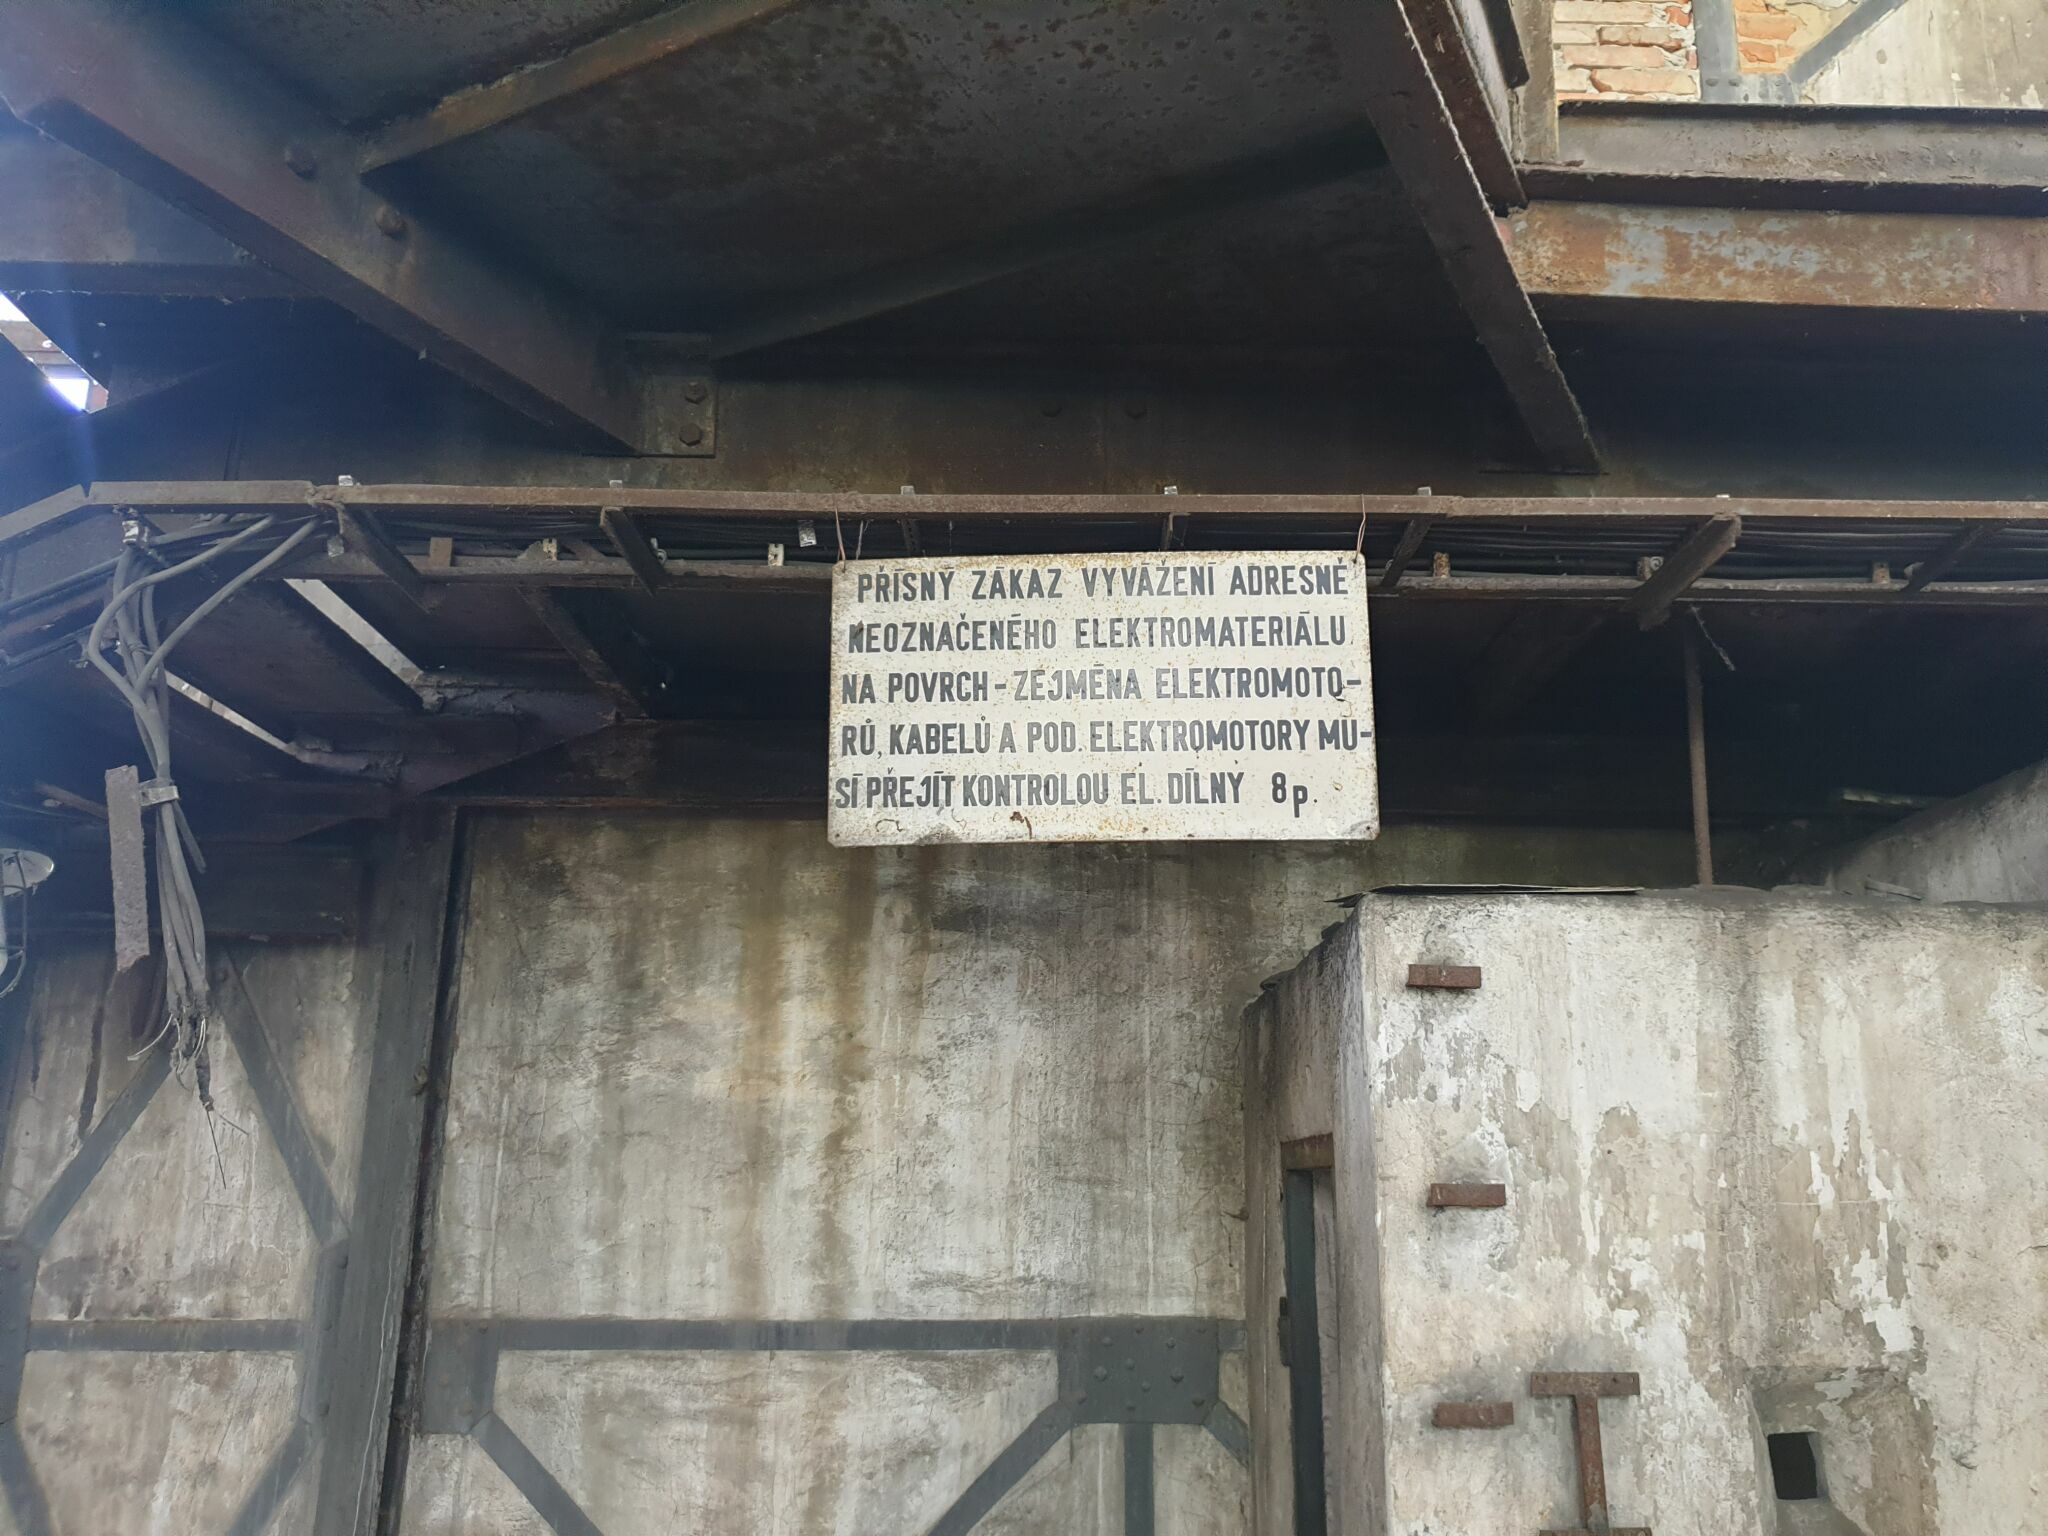 PŘÍSNÝ ZÁKAZ VYVÁŽENÍ ADRESNĚ
NEOZNAČENÉHO ELEKTROMATERIÁLU
NA POVRCH - ZEJMÉNA ELEKTROMOTO-
RŮ, KABELŮ A POD. ELEKTROMOTORY MU-
SÍ PŘEJÍT KONTROLOU EL. DÍLNY 8 p.